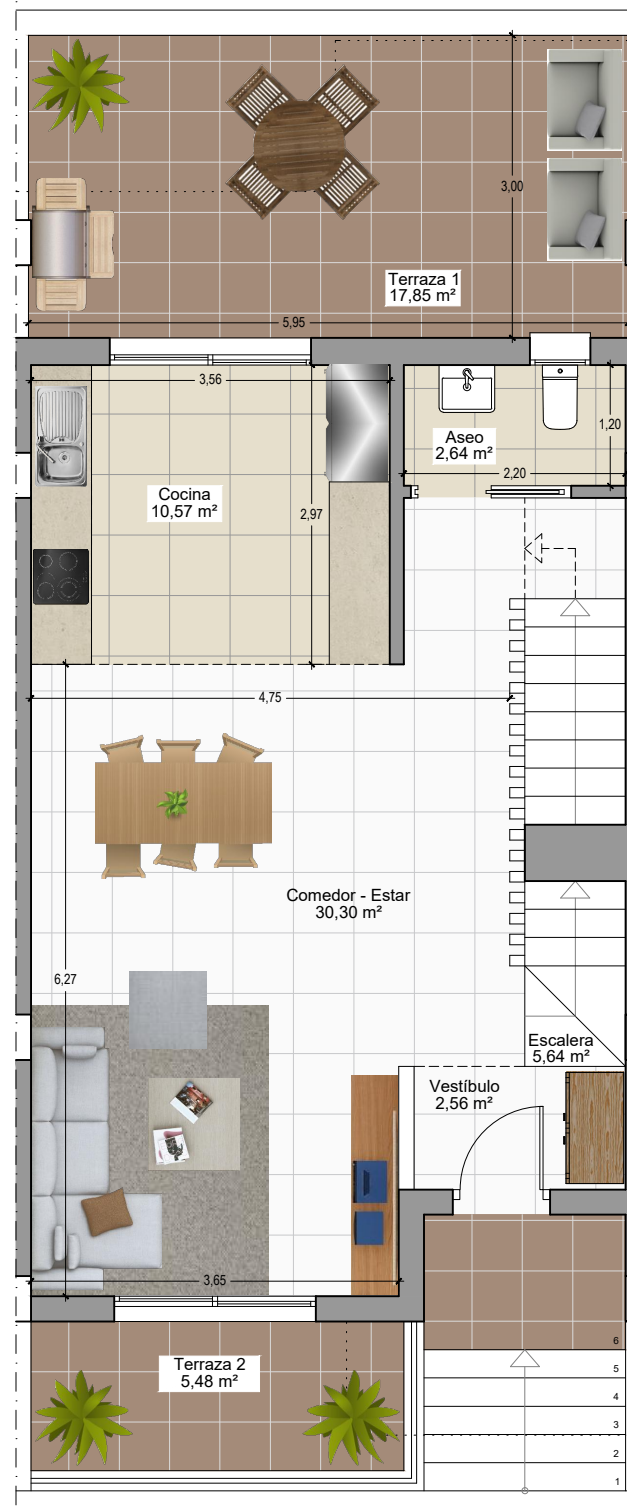 3,00
Terraza 1
17,85 m²
5,95
3,56
Aseo
2,64 m²
1,20
2,20
Cocina
10,57 m²
2,97
4,75
Comedor - Estar
30,30 m²
6,27
Escalera
5,64 m²
Vestíbulo
2,56 m²
3,65
Terraza 2
5,48 m²
6
5
4
3
2
1